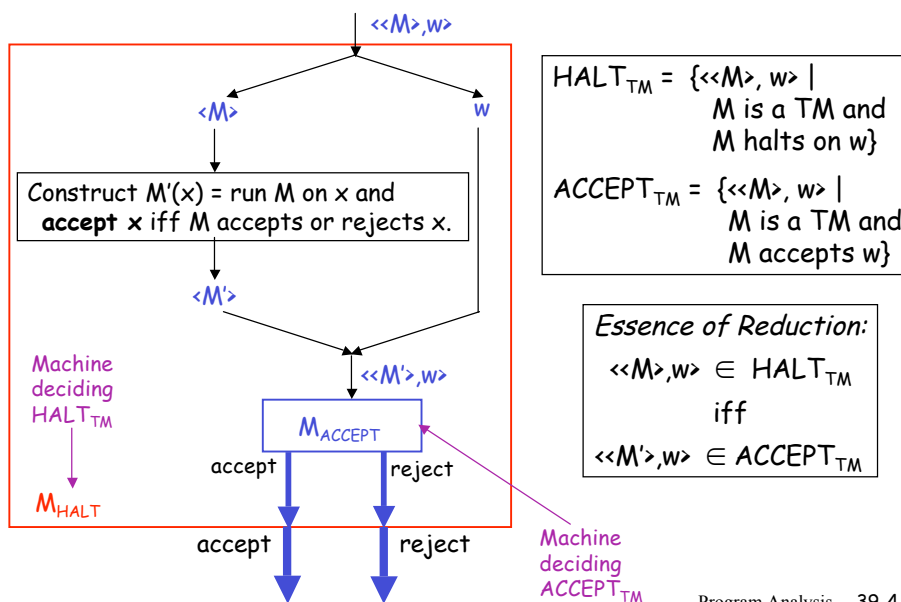 <<M>,w>
<M>
w
Construct M'(x) = run M on x and
accept x iff M accepts or rejects x.
<M'>
<<M'>,w>
Machine
deciding
HALT_TM
M_ACCEPT
accept
reject
M_HALT
accept
reject
Machine
deciding
ACCEPT_TM
HALT_TM = {<<M>, w> |
M is a TM and
M halts on w}
ACCEPT_TM = {<<M>, w> |
M is a TM and
M accepts w}
Essence of Reduction:
<<M>,w> ∈ HALT_TM
iff
<<M'>,w> ∈ ACCEPT_TM
Program Analysis 39-4